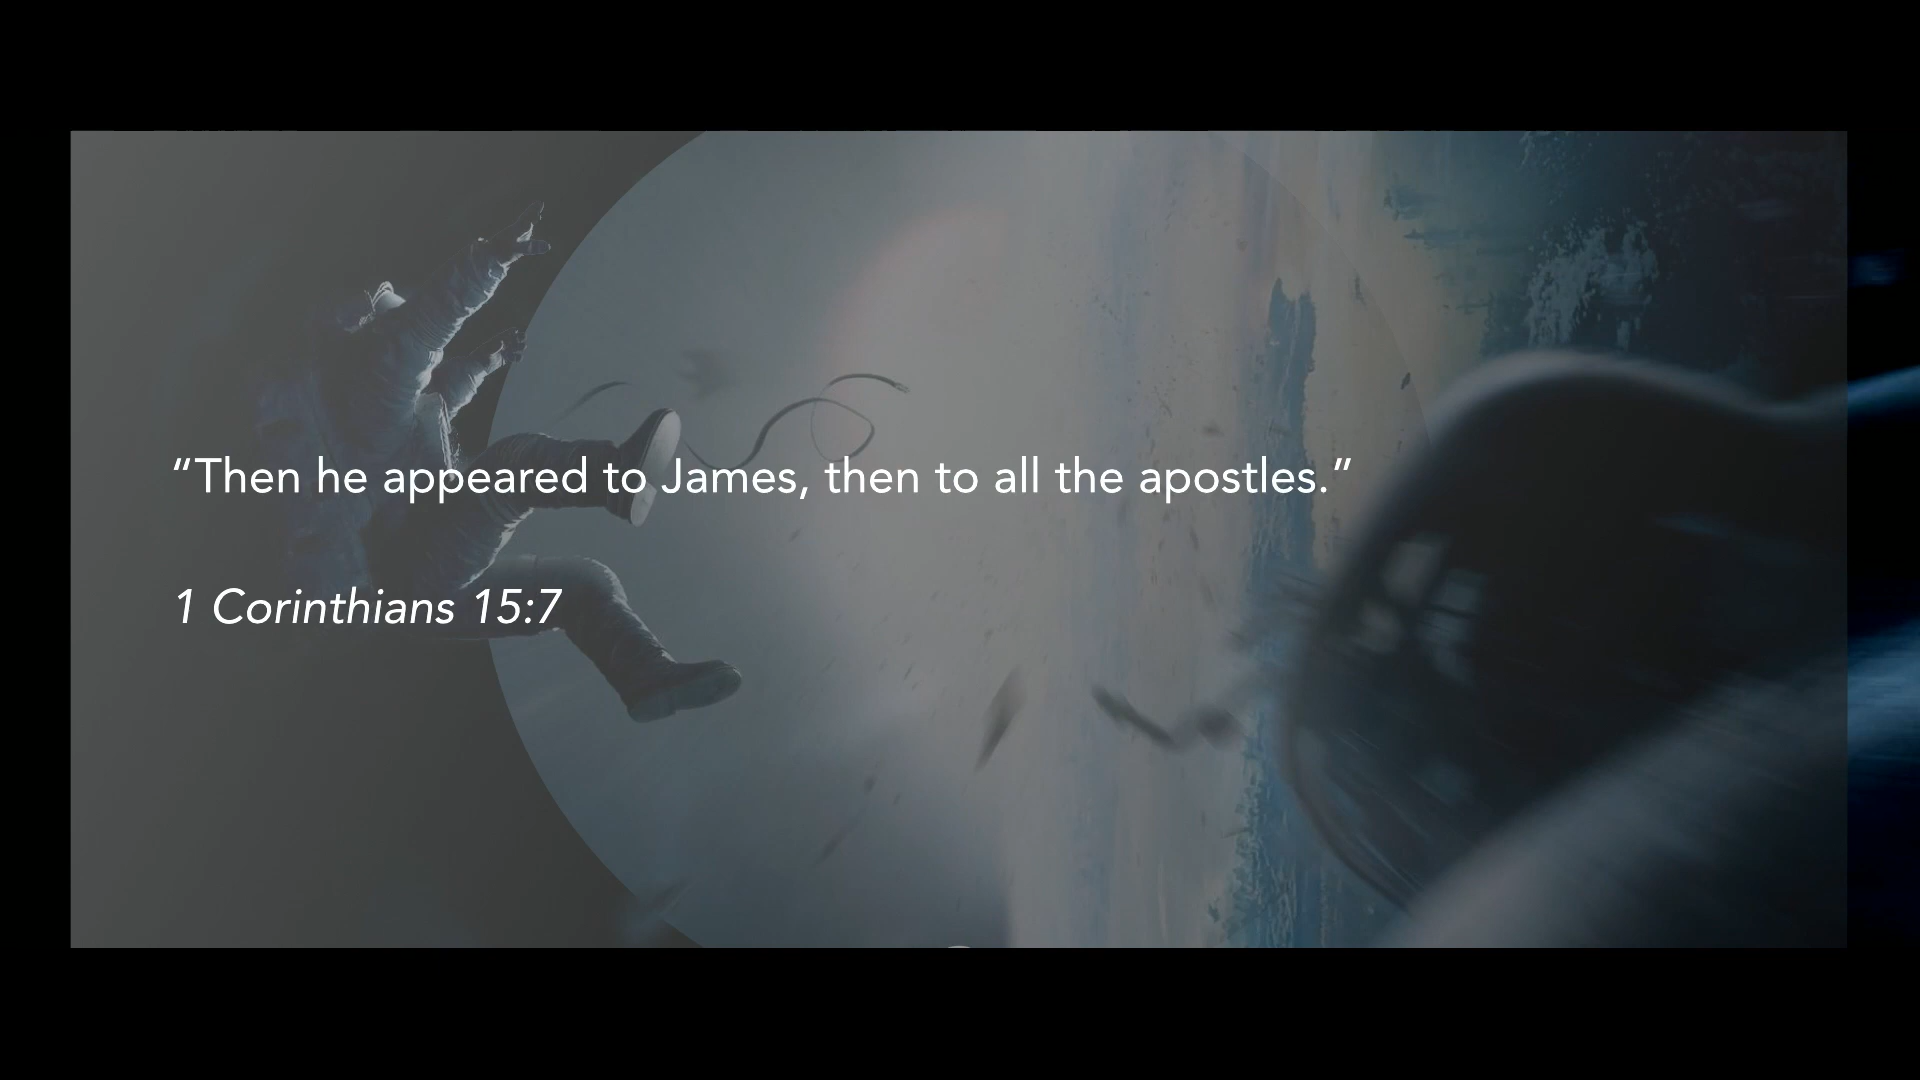 “Then he appeared to James, then to all the apostles.”
1 Corinthians 15:7